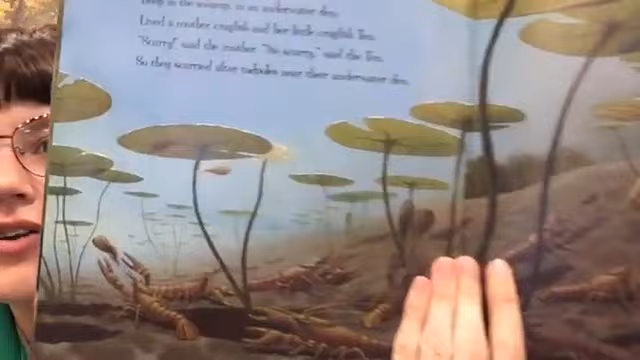 Deep in the swamp, in an underwater den,
Lived a mother crayfish and her little crayfish Ten.
"Scurry!" said the mother. "We scurry," said the Ten.
So they scurried after tadpoles near their underwater den.